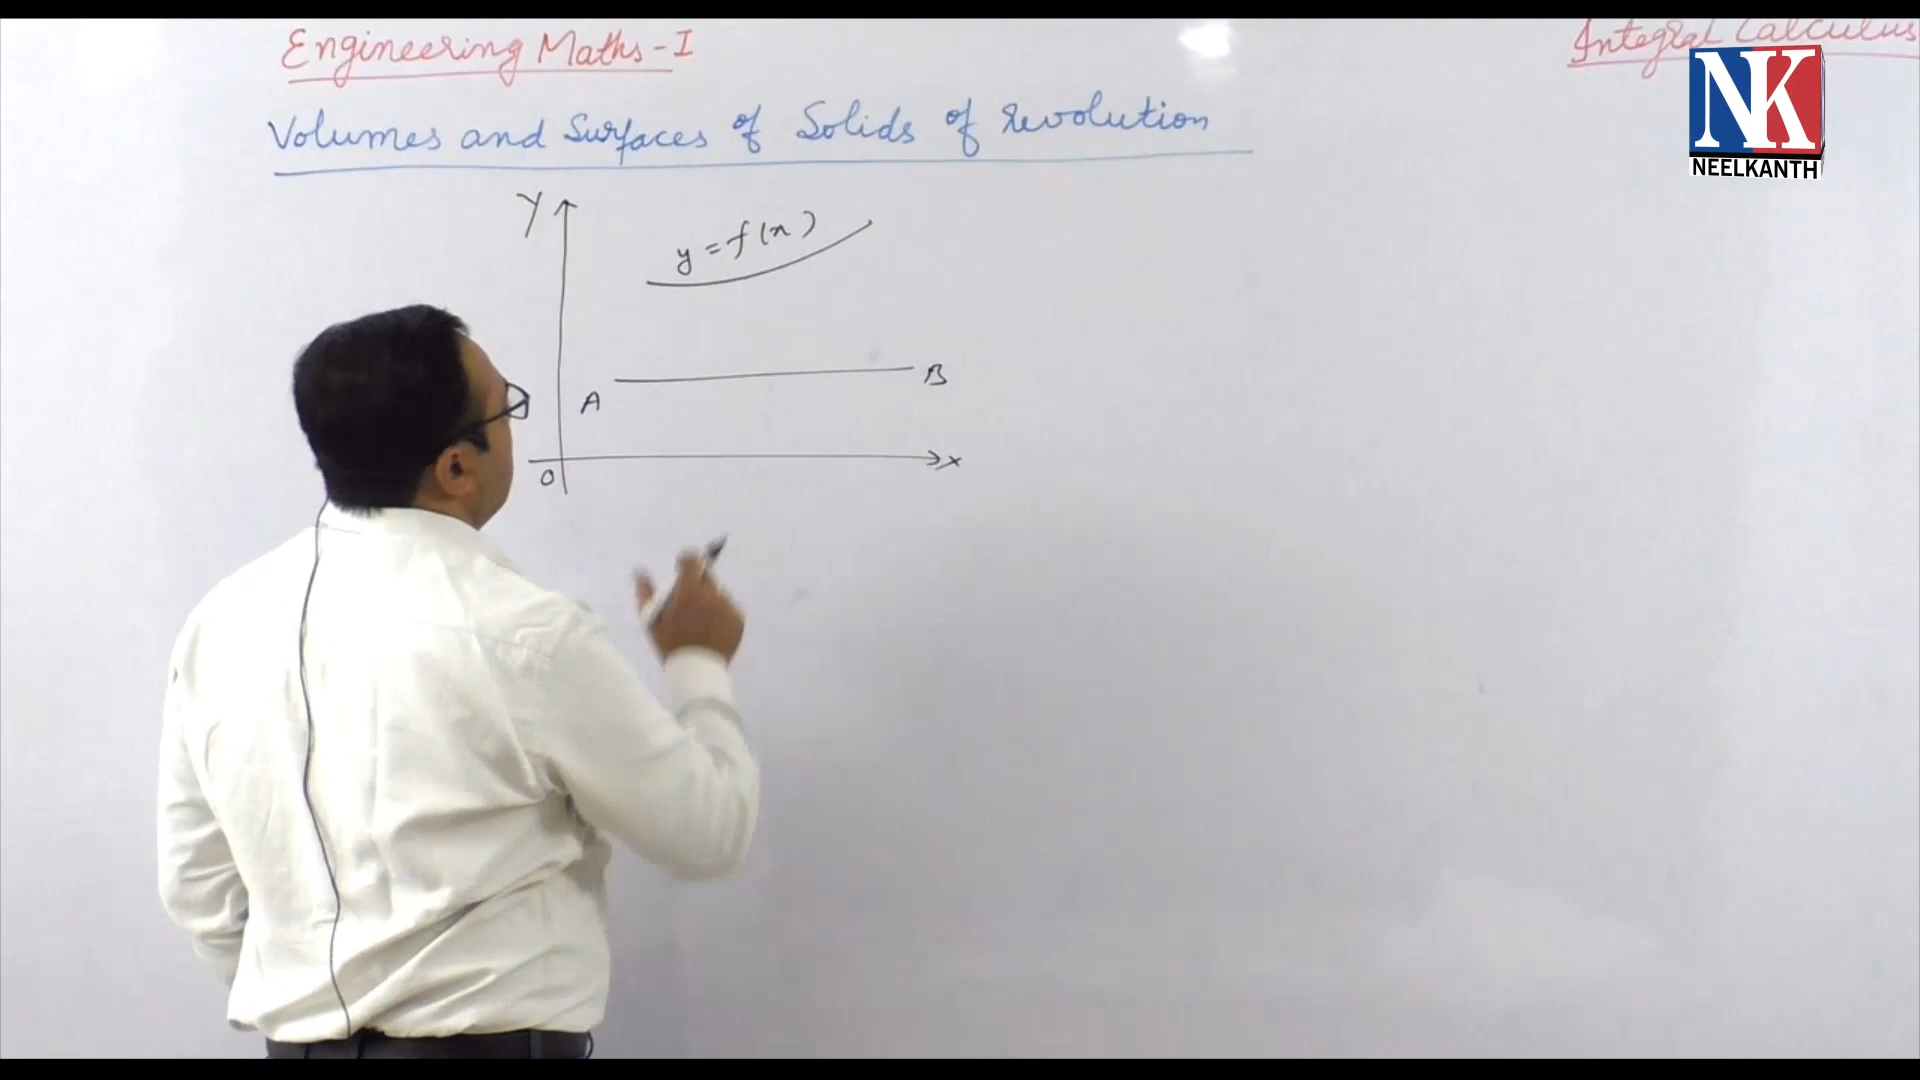 Engineering Maths - I
Integral Calculus
NK
NEELKANTH
Volumes and Surfaces of Solids of revolution
Y
y = f(x)
A
B
O
x